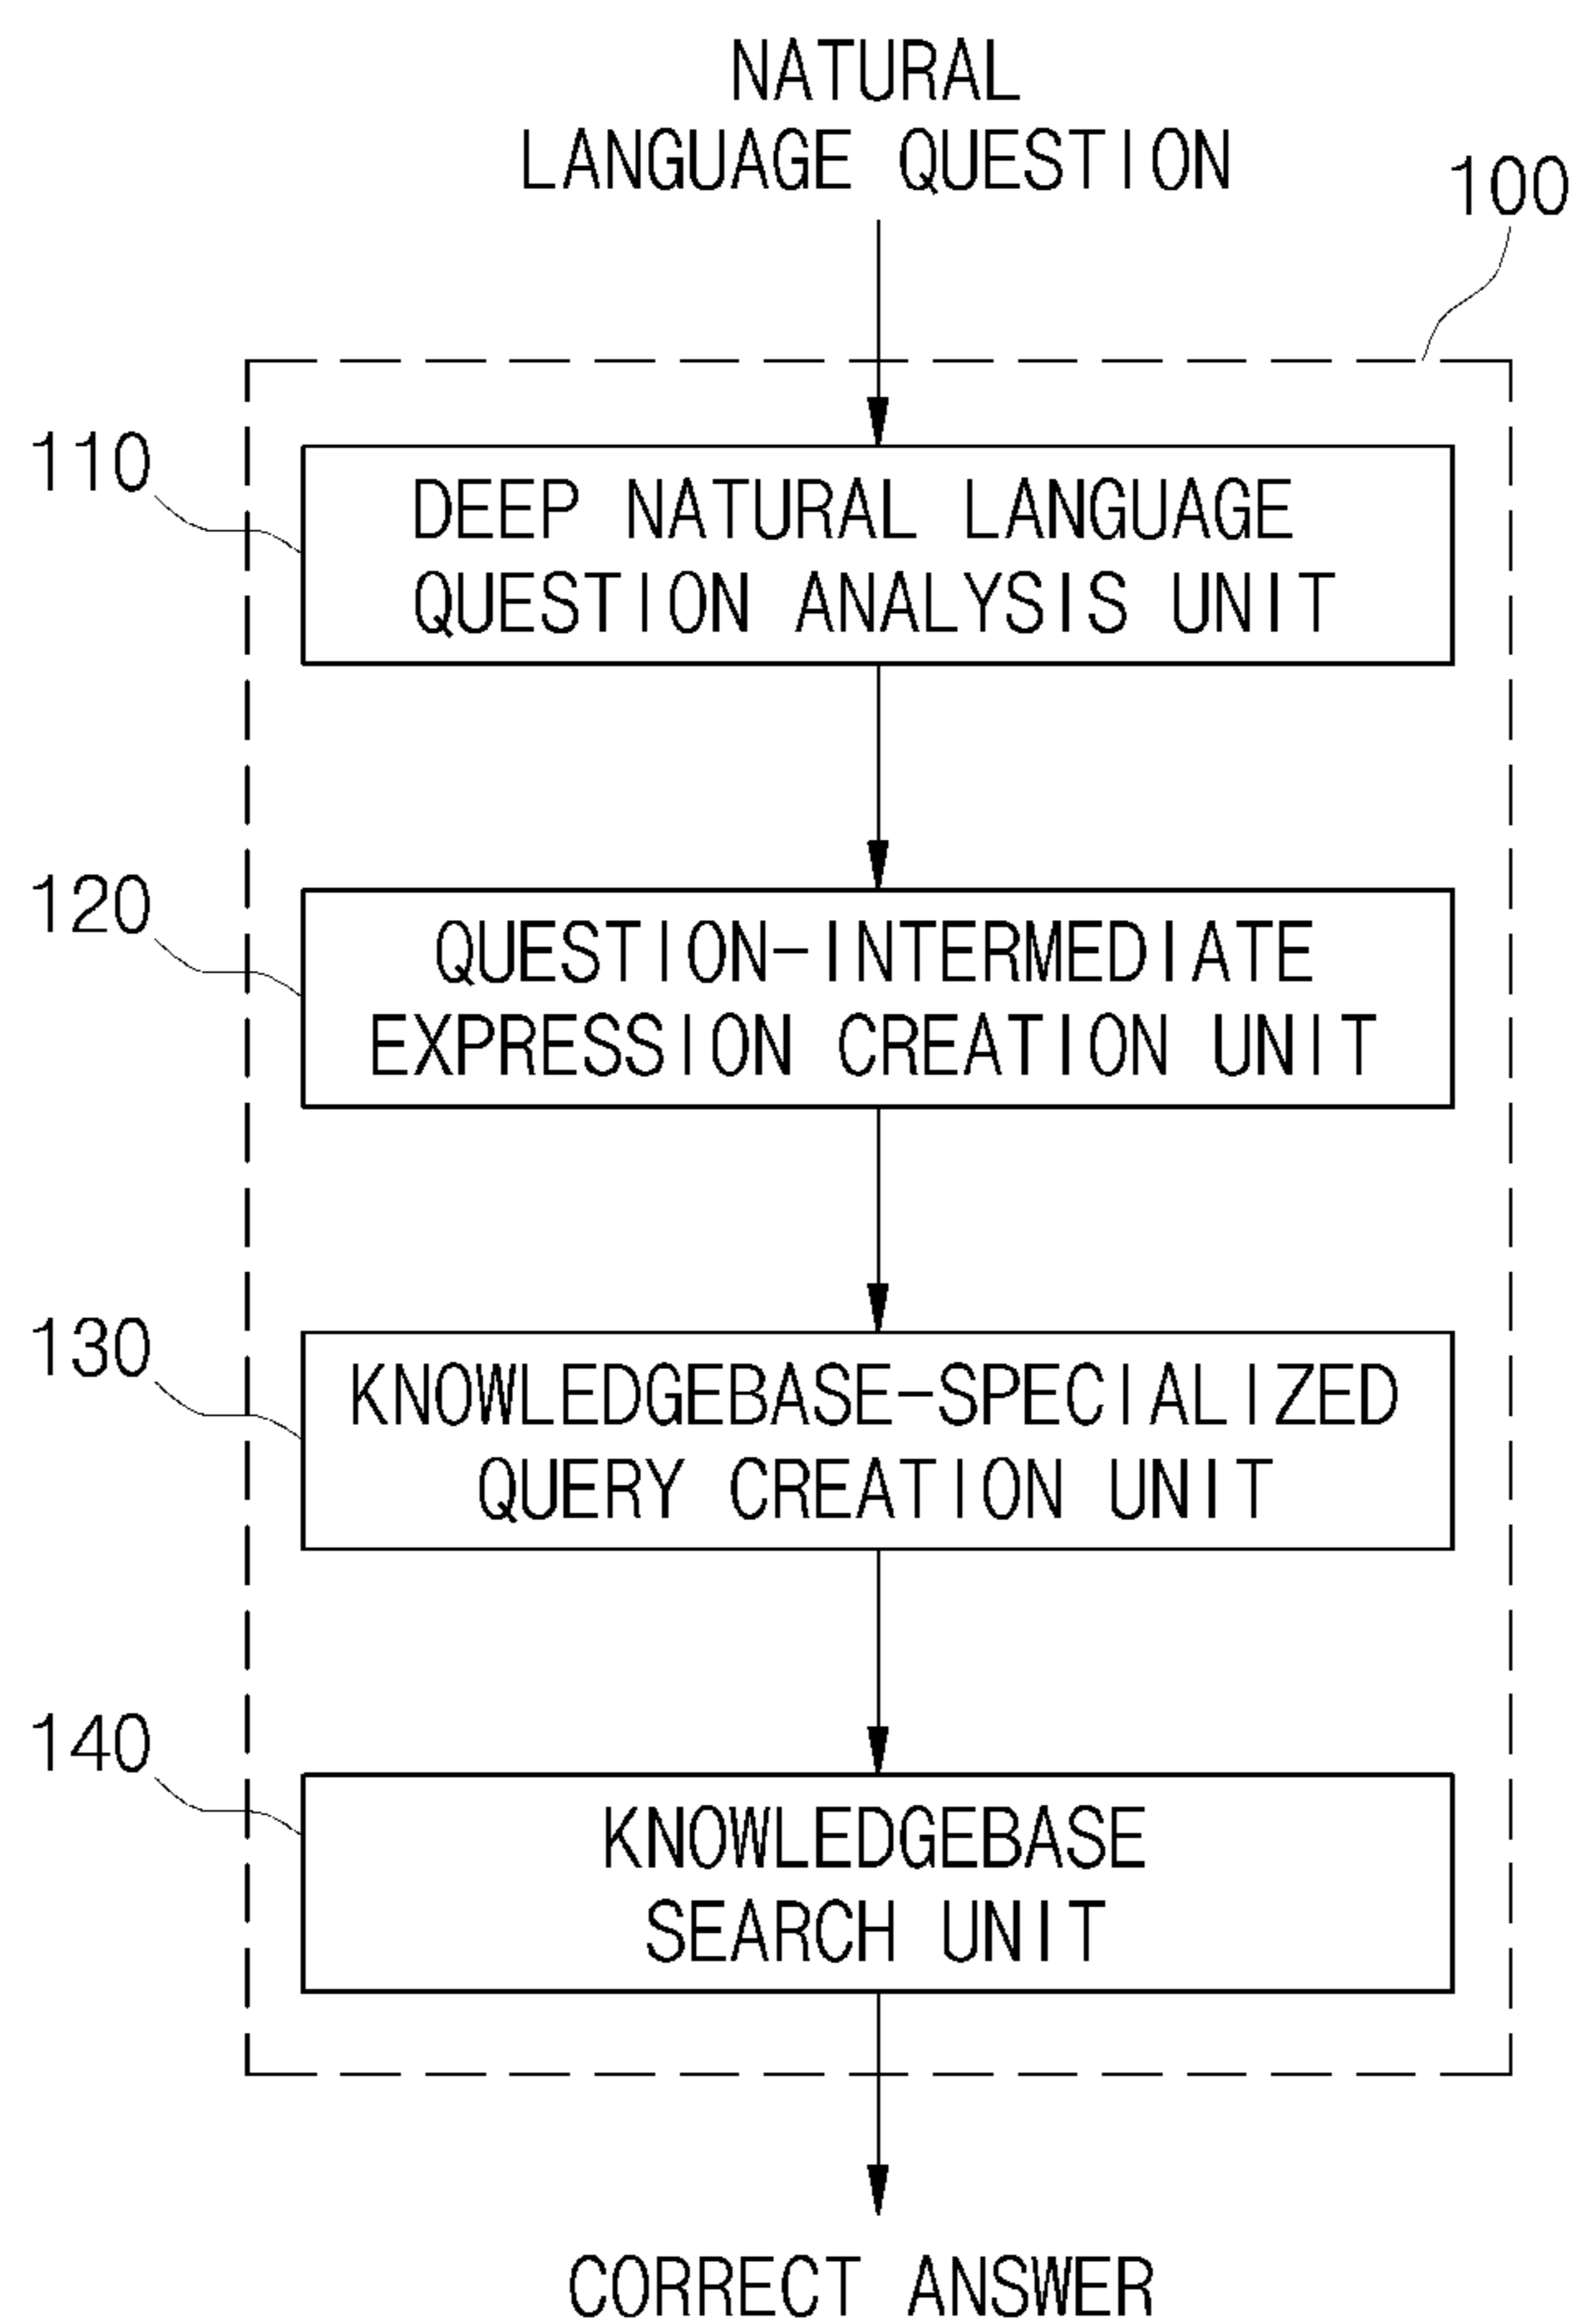 NATURAL
LANGUAGE QUESTION
100
110
DEEP NATURAL LANGUAGE
QUESTION ANALYSIS UNIT
120
QUESTION-INTERMEDIATE
EXPRESSION CREATION UNIT
130
KNOWLEDGEBASE-SPECIALIZED
QUERY CREATION UNIT
140
KNOWLEDGEBASE
SEARCH UNIT
CORRECT ANSWER